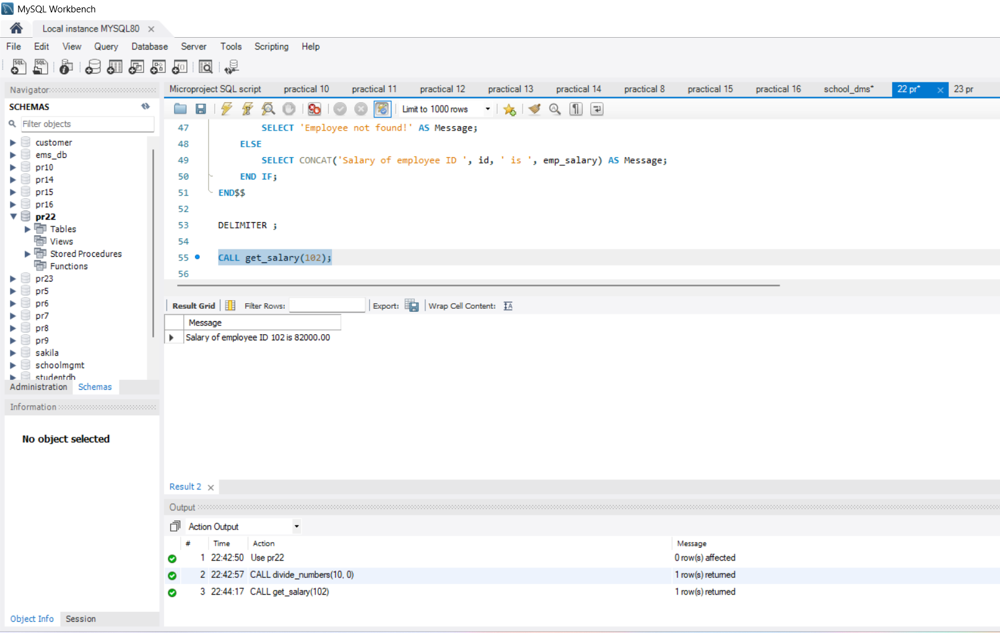 MySQL Workbench
Local instance MYSQL80
File Edit View Query Database Server Tools Scripting Help
Navigator
SCHEMAS
Filter objects
customer
ems_db
pr10
pr14
pr15
pr16
pr22
Tables
Views
Stored Procedures
Functions
pr23
pr5
pr6
pr7
pr8
pr9
sakila
schoolmgmt
studentdb
Administration Schemas
Information
No object selected
Object Info Session
Microproject SQL script practical 10 practical 11 practical 12 practical 13 practical 14 practical 8 practical 15 practical 16 school_dms* 22 pr* 23 pr
Limit to 1000 rows
47 SELECT 'Employee not found!' AS Message;
48 ELSE
49 SELECT CONCAT('Salary of employee ID ', id, ' is ', emp_salary) AS Message;
50 END IF;
51 END$$
52
53 DELIMITER ;
54
55 CALL get_salary(102);
56
Result Grid Filter Rows: Export: Wrap Cell Content:
Message
Salary of employee ID 102 is 82000.00
Result 2
Output
Action Output
# Time Action Message
1 22:42:50 Use pr22 0 row(s) affected
2 22:42:57 CALL divide_numbers(10, 0) 1 row(s) returned
3 22:44:17 CALL get_salary(102) 1 row(s) returned